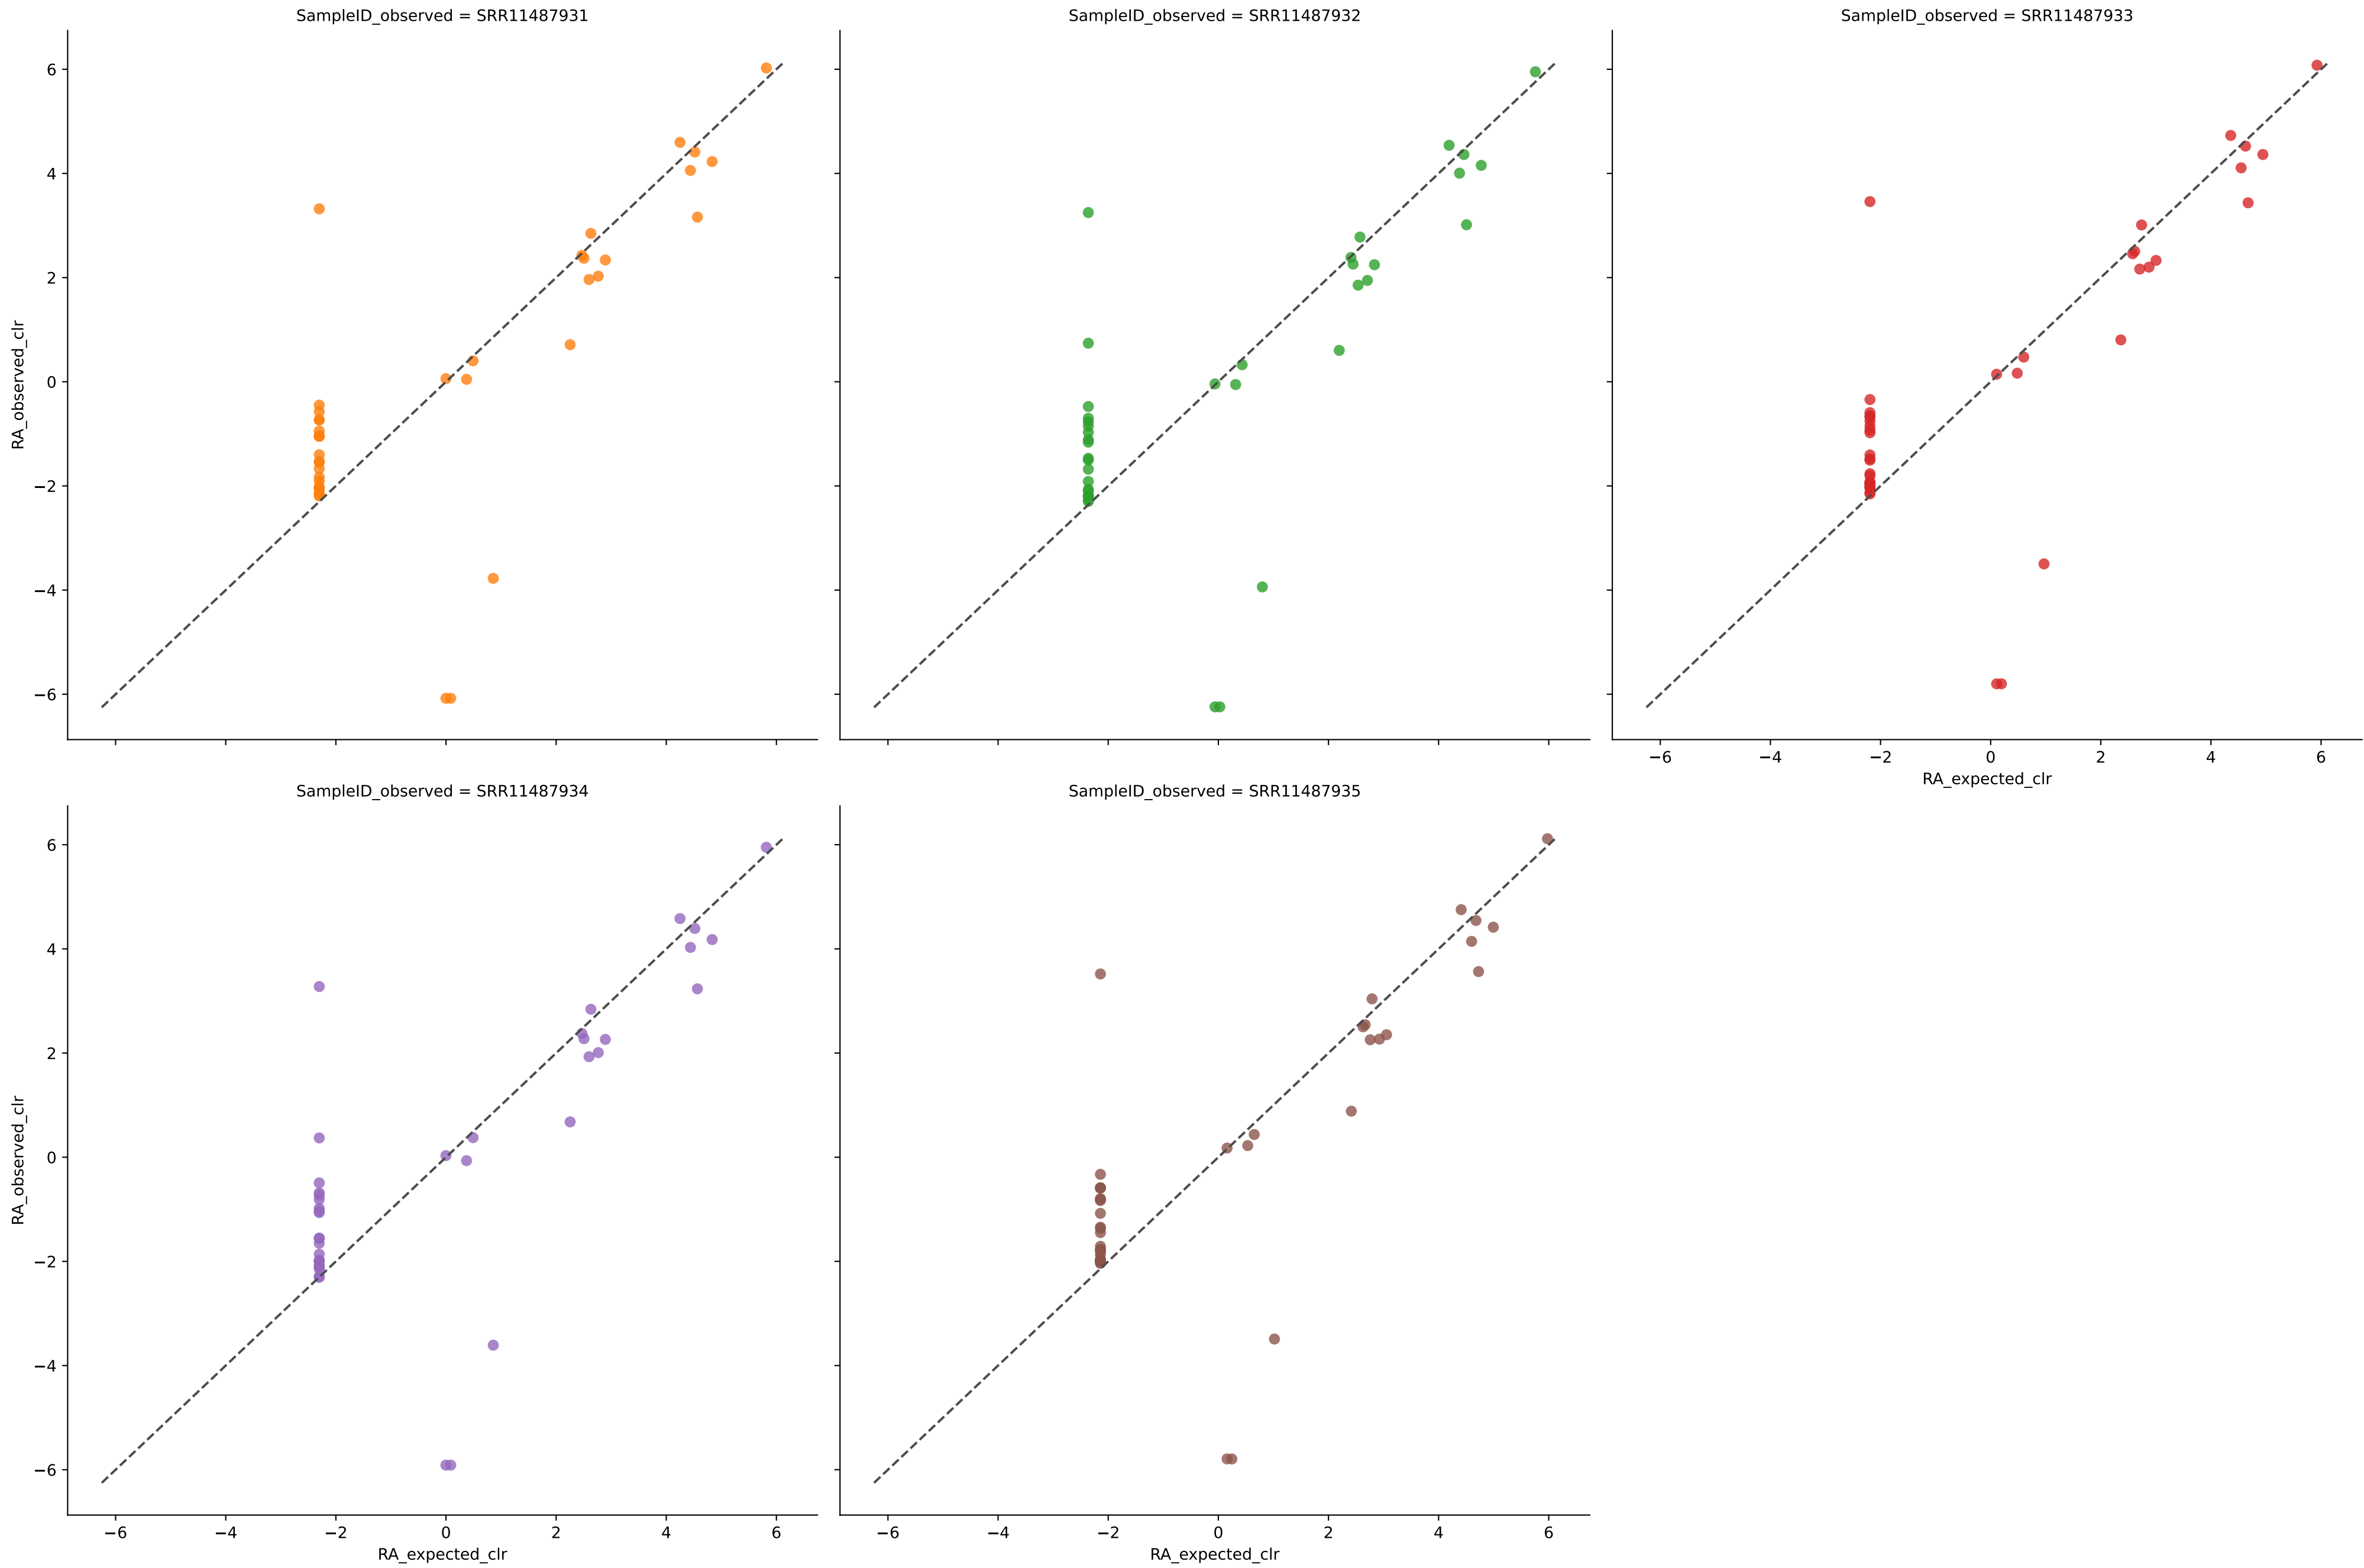 SampleID_observed = SRR11487931
SampleID_observed = SRR11487932
SampleID_observed = SRR11487933
RA_observed_clr
6
4
2
0
−2
−4
−6
−6 −4 −2 0 2 4 6
RA_expected_clr
SampleID_observed = SRR11487934
SampleID_observed = SRR11487935
RA_observed_clr
6
4
2
0
−2
−4
−6
−6 −4 −2 0 2 4 6
RA_expected_clr
−6 −4 −2 0 2 4 6
RA_expected_clr